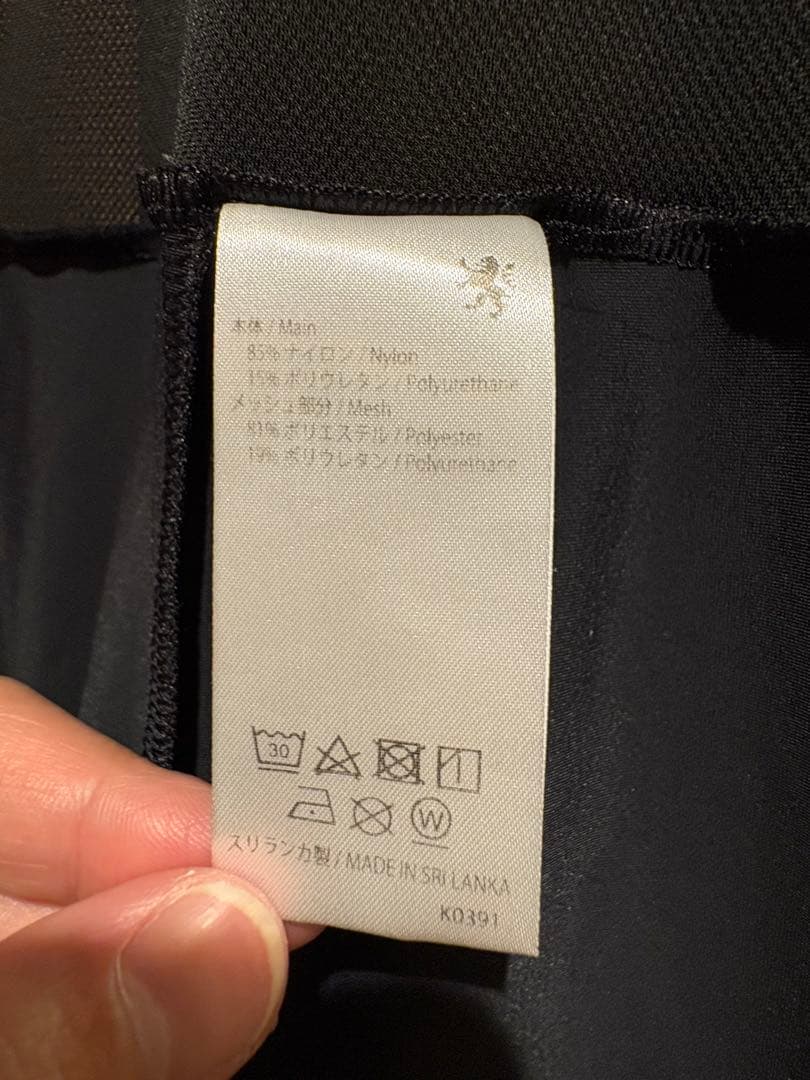 本体 / Main
85% ナイロン / Nylon
15% ポリウレタン / Polyurethane
メッシュ部分 / Mesh
81% ポリエステル / Polyester
19% ポリウレタン / Polyurethane
30
W
スリランカ製 / MADE IN SRI LANKA
K0391